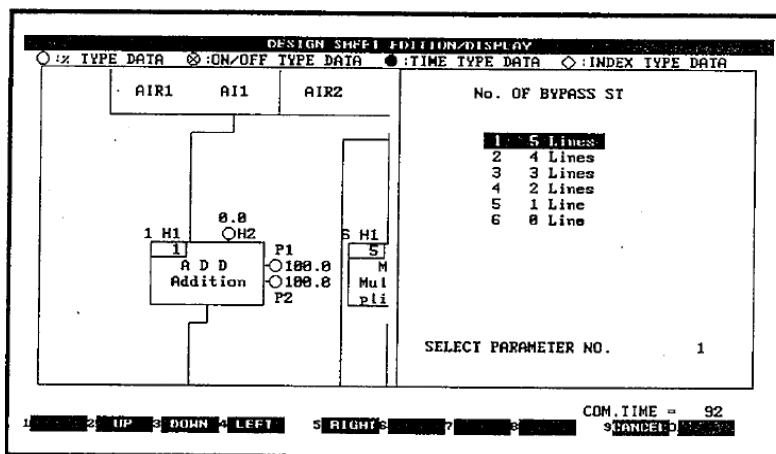 DESIGN SHEET EDITION/DISPLAY
:% TYPE DATA :ON/OFF TYPE DATA :TIME TYPE DATA :INDEX TYPE DATA
AIR1 AI1 AIR2
No. OF BYPASS ST
1 5 Lines
2 4 Lines
3 3 Lines
4 2 Lines
5 1 Line
6 0 Line
0.0
1 H1 H2
1
A D D
Addition
P1
100.0
100.0
P2
H1
5
M
Mul
pli
SELECT PARAMETER NO. 1
COM.TIME = 92
1 2 UP 3 DOWN 4 LEFT 5 RIGHT 6 7 8 9 CANCEL